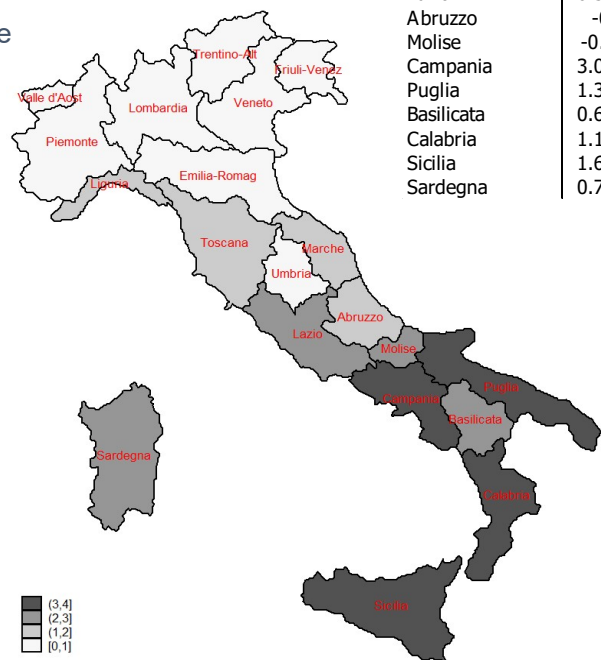 e
Abruzzo -0
Molise -0.
Campania 3.0
Puglia 1.3
Basilicata 0.6
Calabria 1.1
Sicilia 1.6
Sardegna 0.7
Trentino-Alt
Friuli-Venez
Valle d'Aost
Lombardia
Veneto
Piemonte
Emilia-Romag
Liguria
Toscana
Marche
Umbria
Abruzzo
Lazio
Molise
Puglia
Campania
Basilicata
Sardegna
Calabria
Sicilia
(3,4]
(2,3]
(1,2]
[0,1]